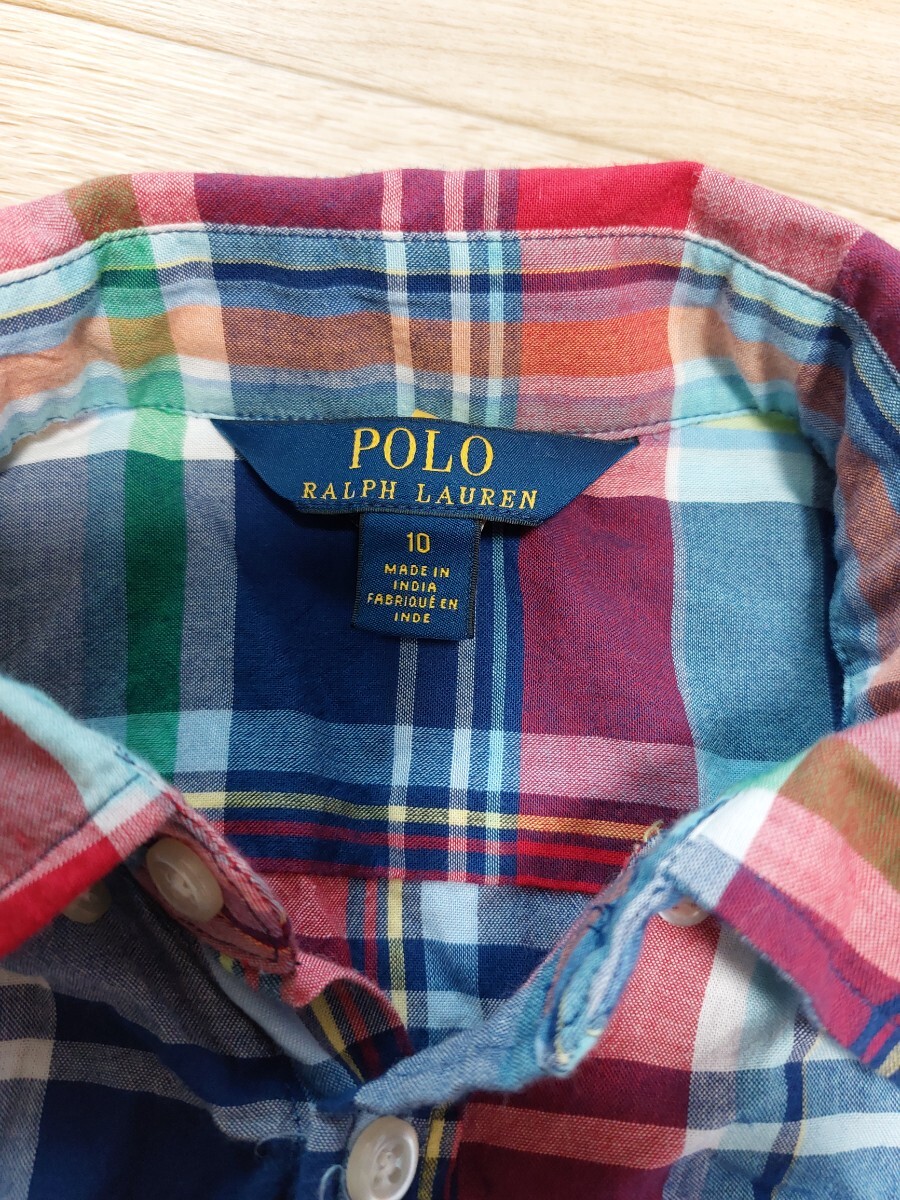 POLO
RALPH LAUREN
10
MADE IN
INDIA
FABRIQUÉ EN
INDE